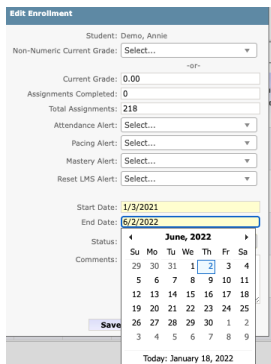 Edit Enrollment
Student: Demo, Annie
Non-Numeric Current Grade: Select...
-or-
Current Grade: 0.00
Assignments Completed: 0
Total Assignments: 218
Attendance Alert: Select...
Pacing Alert: Select...
Mastery Alert: Select...
Reset LMS Alert: Select...
Start Date: 1/3/2021
End Date: 6/2/2022
Status:
June, 2022
Comments:
Su Mo Tu We Th Fr Sa
29 30 31 1 2 3 4
5 6 7 8 9 10 11
12 13 14 15 16 17 18
19 20 21 22 23 24 25
26 27 28 29 30 1 2
3 4 5 6 7 8 9
Save
Today: January 18, 2022